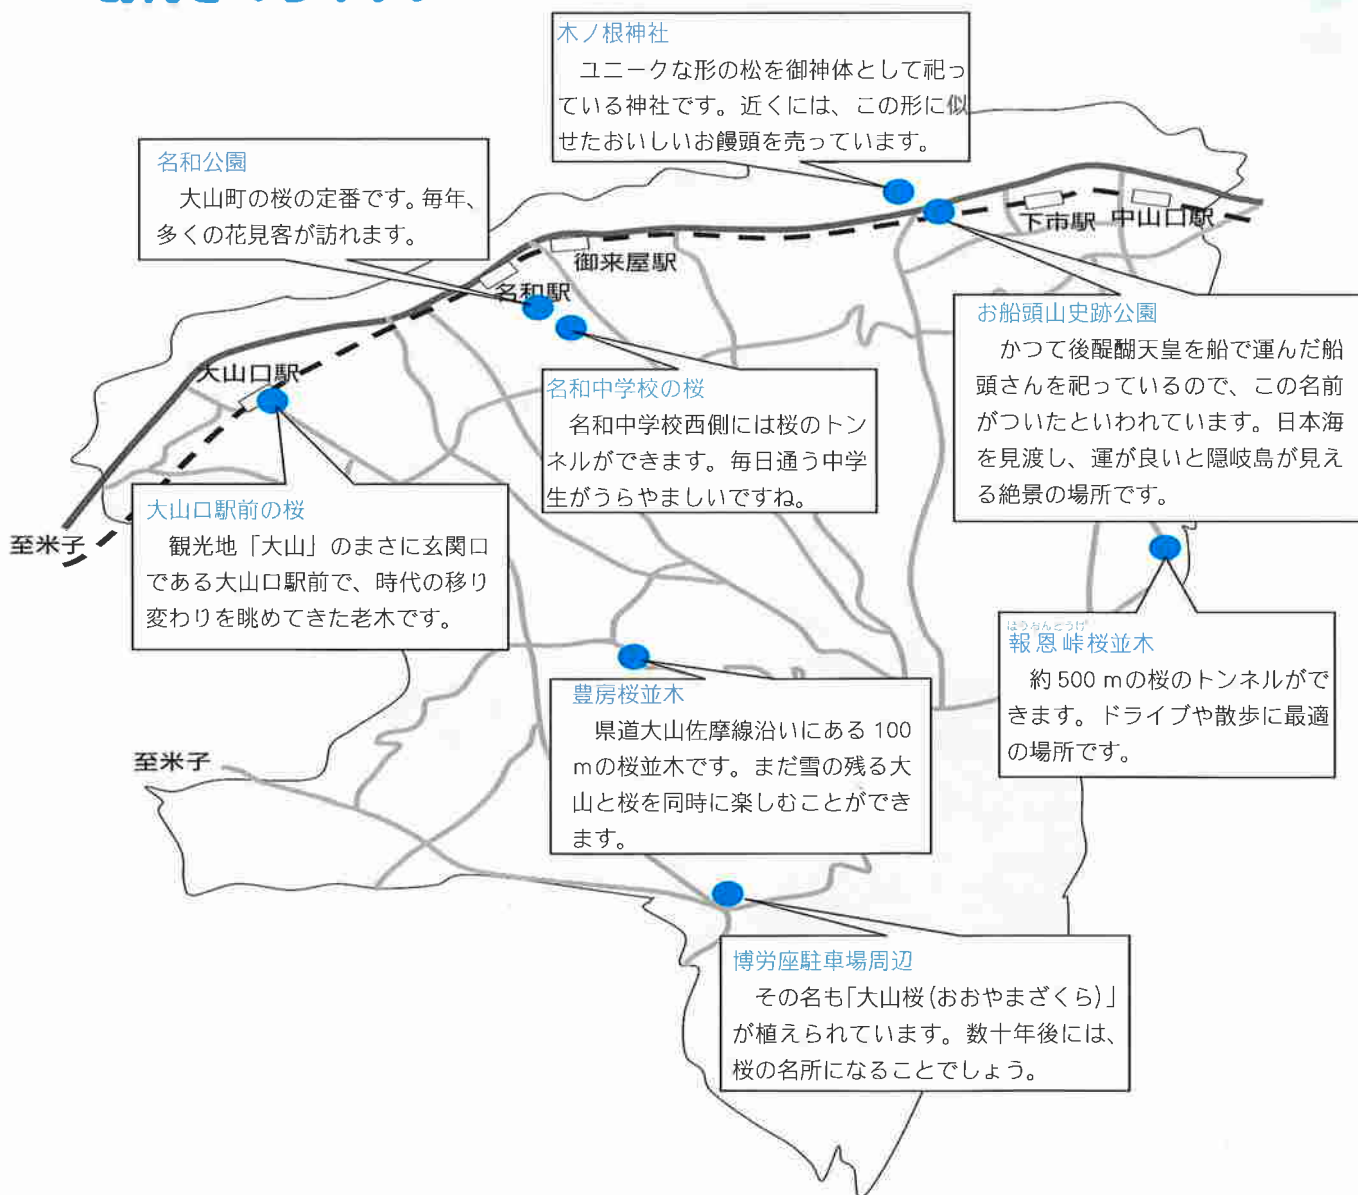 木ノ根神社
ユニークな形の松を御神体として祀っ
ている神社です。近くには、この形に似
せたおいしいお饅頭を売っています。
名和公園
大山町の桜の定番です。毎年、
多くの花見客が訪れます。
下市駅
中山口駅
御来屋駅
名和駅
大山口駅
お船頭山史跡公園
かつて後醍醐天皇を船で運んだ船
頭さんを祀っているので、この名前
がついたといわれています。日本海
を見渡し、運が良いと隠岐島が見え
る絶景の場所です。
名和中学校の桜
名和中学校西側には桜のトン
ネルができます。毎日通う中学
生がうらやましいですね。
大山口駅前の桜
観光地「大山」のまさに玄関口
である大山口駅前で、時代の移り
変わりを眺めてきた老木です。
至米子
ほうおんとうげ
報恩峠桜並木
約500mの桜のトンネルがで
きます。ドライブや散歩に最適
の場所です。
豊房桜並木
県道大山佐摩線沿いにある100
mの桜並木です。まだ雪の残る大
山と桜を同時に楽しむことができ
ます。
至米子
博労座駐車場周辺
その名も「大山桜(おおやまざくら)」
が植えられています。数十年後には、
桜の名所になることでしょう。